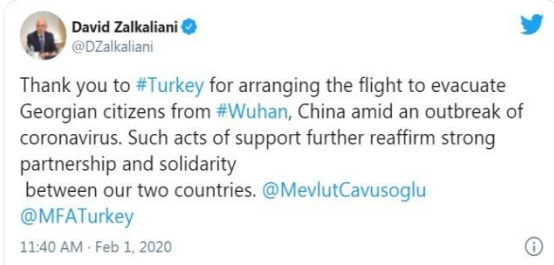 David Zalkaliani
@DZalkaliani
Thank you to #Turkey for arranging the flight to evacuate
Georgian citizens from #Wuhan, China amid an outbreak of
coronavirus. Such acts of support further reaffirm strong
partnership and solidarity
between our two countries. @MevlutCavusoglu
@MFATurkey
11:40 AM · Feb 1, 2020